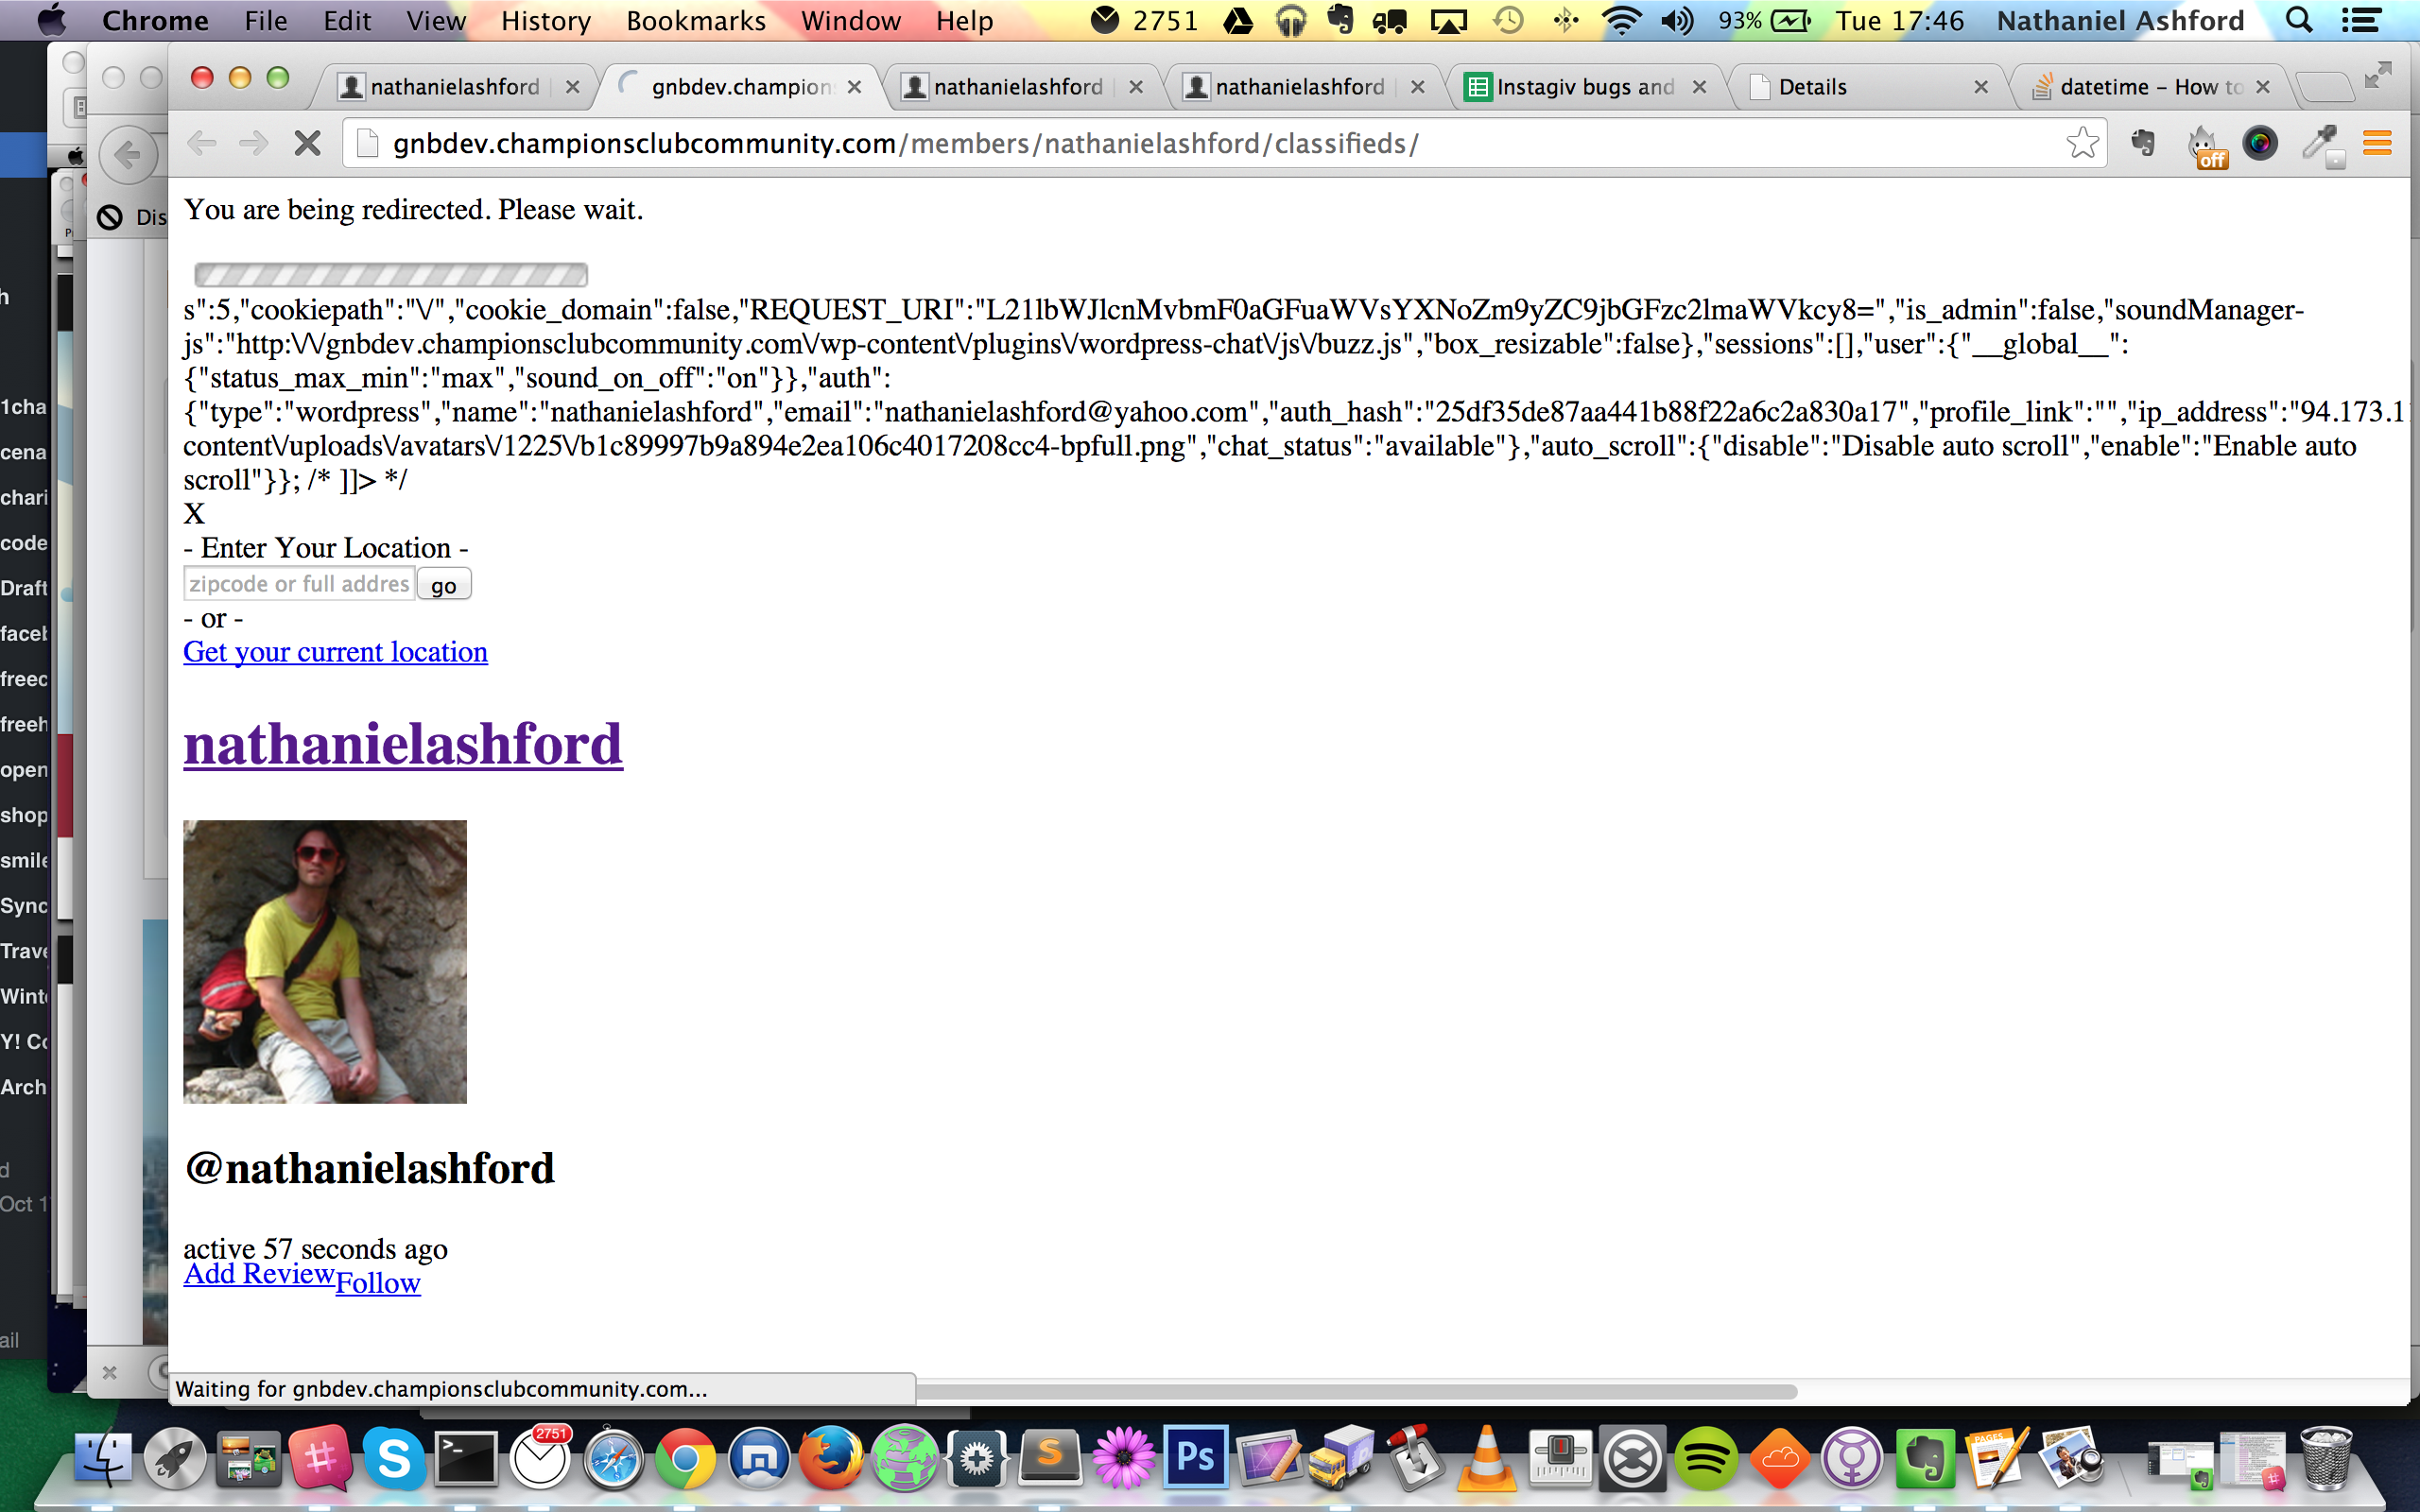 Chrome File Edit View History Bookmarks Window Help 2751 93% Tue 17:46 Nathaniel Ashford
nathanielashford
gnbdev.champion
nathanielashford
nathanielashford
Instagiv bugs and
Details
datetime – How to
gnbdev.championsclubcommunity.com/members/nathanielashford/classifieds/
off
Dis
You are being redirected. Please wait.
s":5,"cookiepath":"\/","cookie_domain":false,"REQUEST_URI":"L21lbWJlcnMvbmF0aGFuaWVsYXNoZm9yZC9jbGFzc2lmaWVkcy8=","is_admin":false,"soundManager-
js":"http:\/\/gnbdev.championsclubcommunity.com\/wp-content\/plugins\/wordpress-chat\/js\/buzz.js","box_resizable":false},"sessions":[],"user":{"__global__":
{"status_max_min":"max","sound_on_off":"on"}},"auth":
{"type":"wordpress","name":"nathanielashford","email":"nathanielashford@yahoo.com","auth_hash":"25df35de87aa441b88f22a6c2a830a17","profile_link":"","ip_address":"94.173.1
content\/uploads\/avatars\/1225\/b1c89997b9a894e2ea106c4017208cc4-bpfull.png","chat_status":"available"},"auto_scroll":{"disable":"Disable auto scroll","enable":"Enable auto
scroll"}}; /* ]]> */
X
- Enter Your Location -
zipcode or full addres go
- or -
Get your current location
nathanielashford
@nathanielashford
active 57 seconds ago
Add Review Follow
Waiting for gnbdev.championsclubcommunity.com...
h
1cha
cena
chari
code
Draft
faceb
freec
freeh
open
shop
smile
Sync
Trave
Wint
Y! Co
Arch
d
Oct 1
ail
2751
S
Ps
PAGES